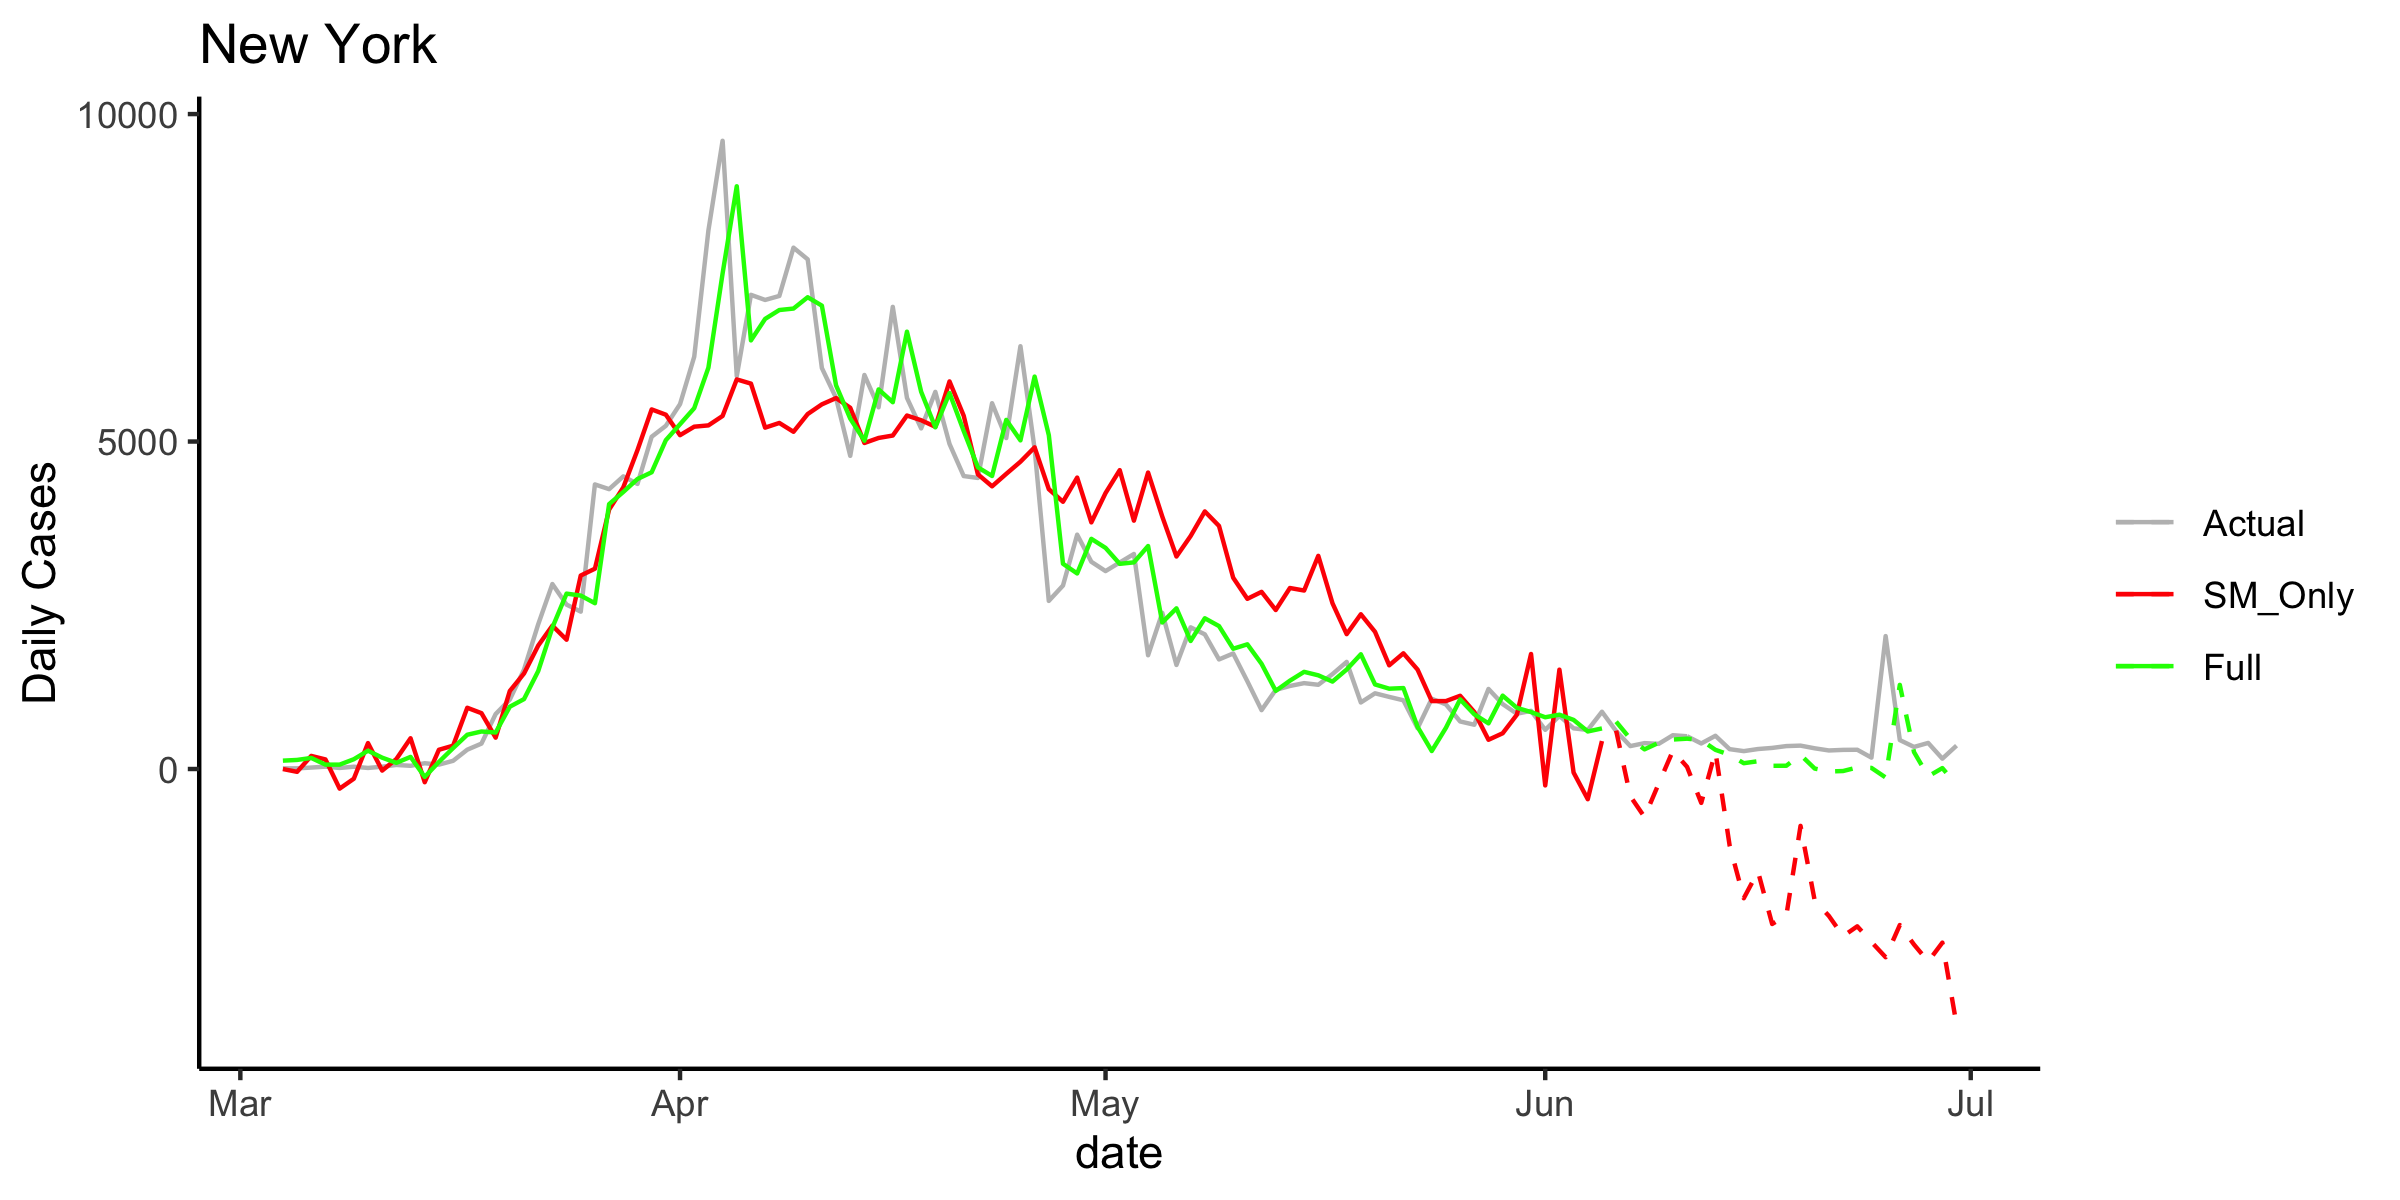 New York
10000
5000
0
Daily Cases
Mar
Apr
May
Jun
Jul
date
Actual
SM_Only
Full